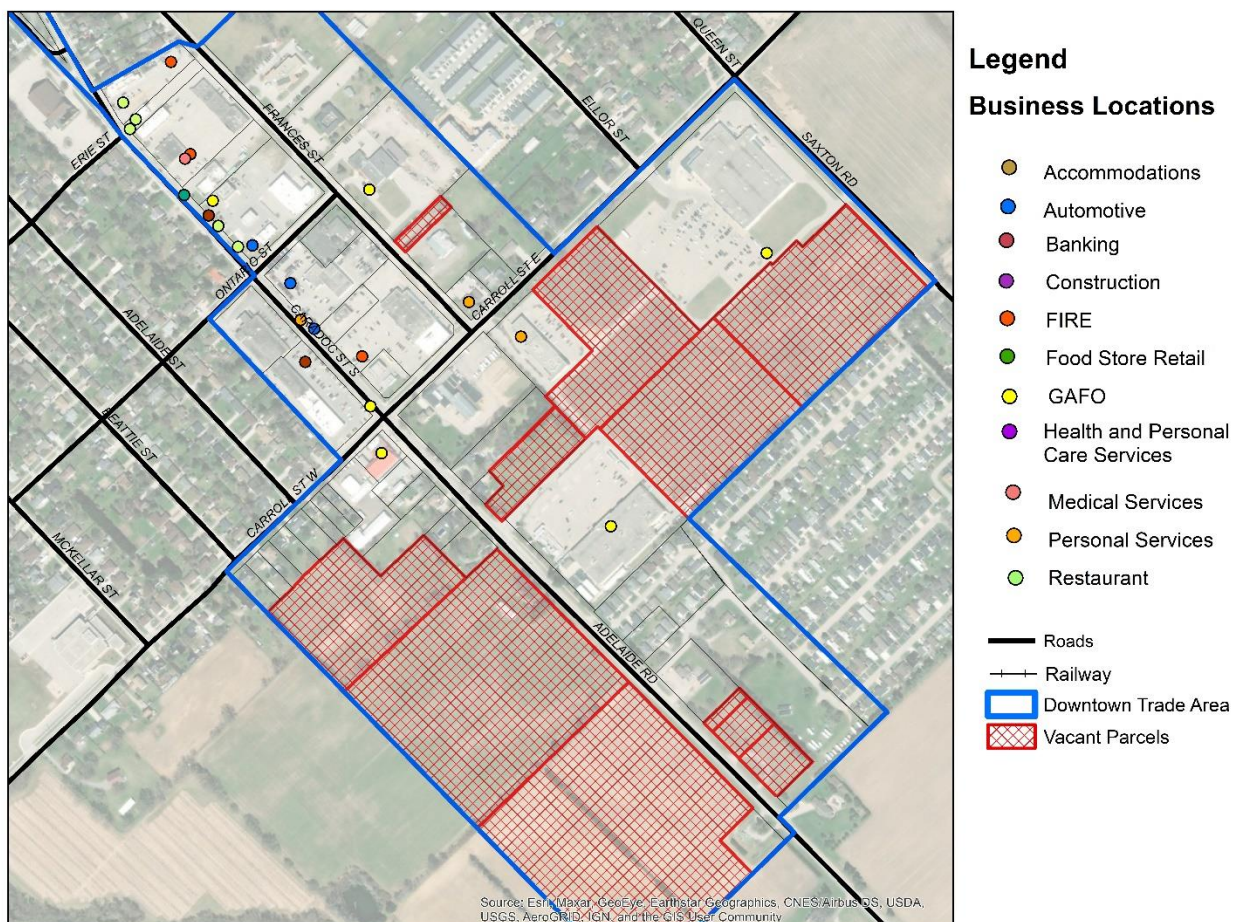 QUEEN ST
ELLOR ST
SAXTON RD
FRANCES ST
ERIE ST
ONTARIO ST
CARROLL ST E
CARADOC ST S
ADELAIDE ST
BEATTIE ST
CARROLL ST W
MCKELLAR ST
ADELAIDE RD
Source: Esri, Maxar, GeoEye, Earthstar Geographics, CNES/Airbus DS, USDA,
USGS, AeroGRID, IGN, and the GIS User Community
Legend
Business Locations
Accommodations
Automotive
Banking
Construction
FIRE
Food Store Retail
GAFO
Health and Personal
Care Services
Medical Services
Personal Services
Restaurant
Roads
Railway
Downtown Trade Area
Vacant Parcels